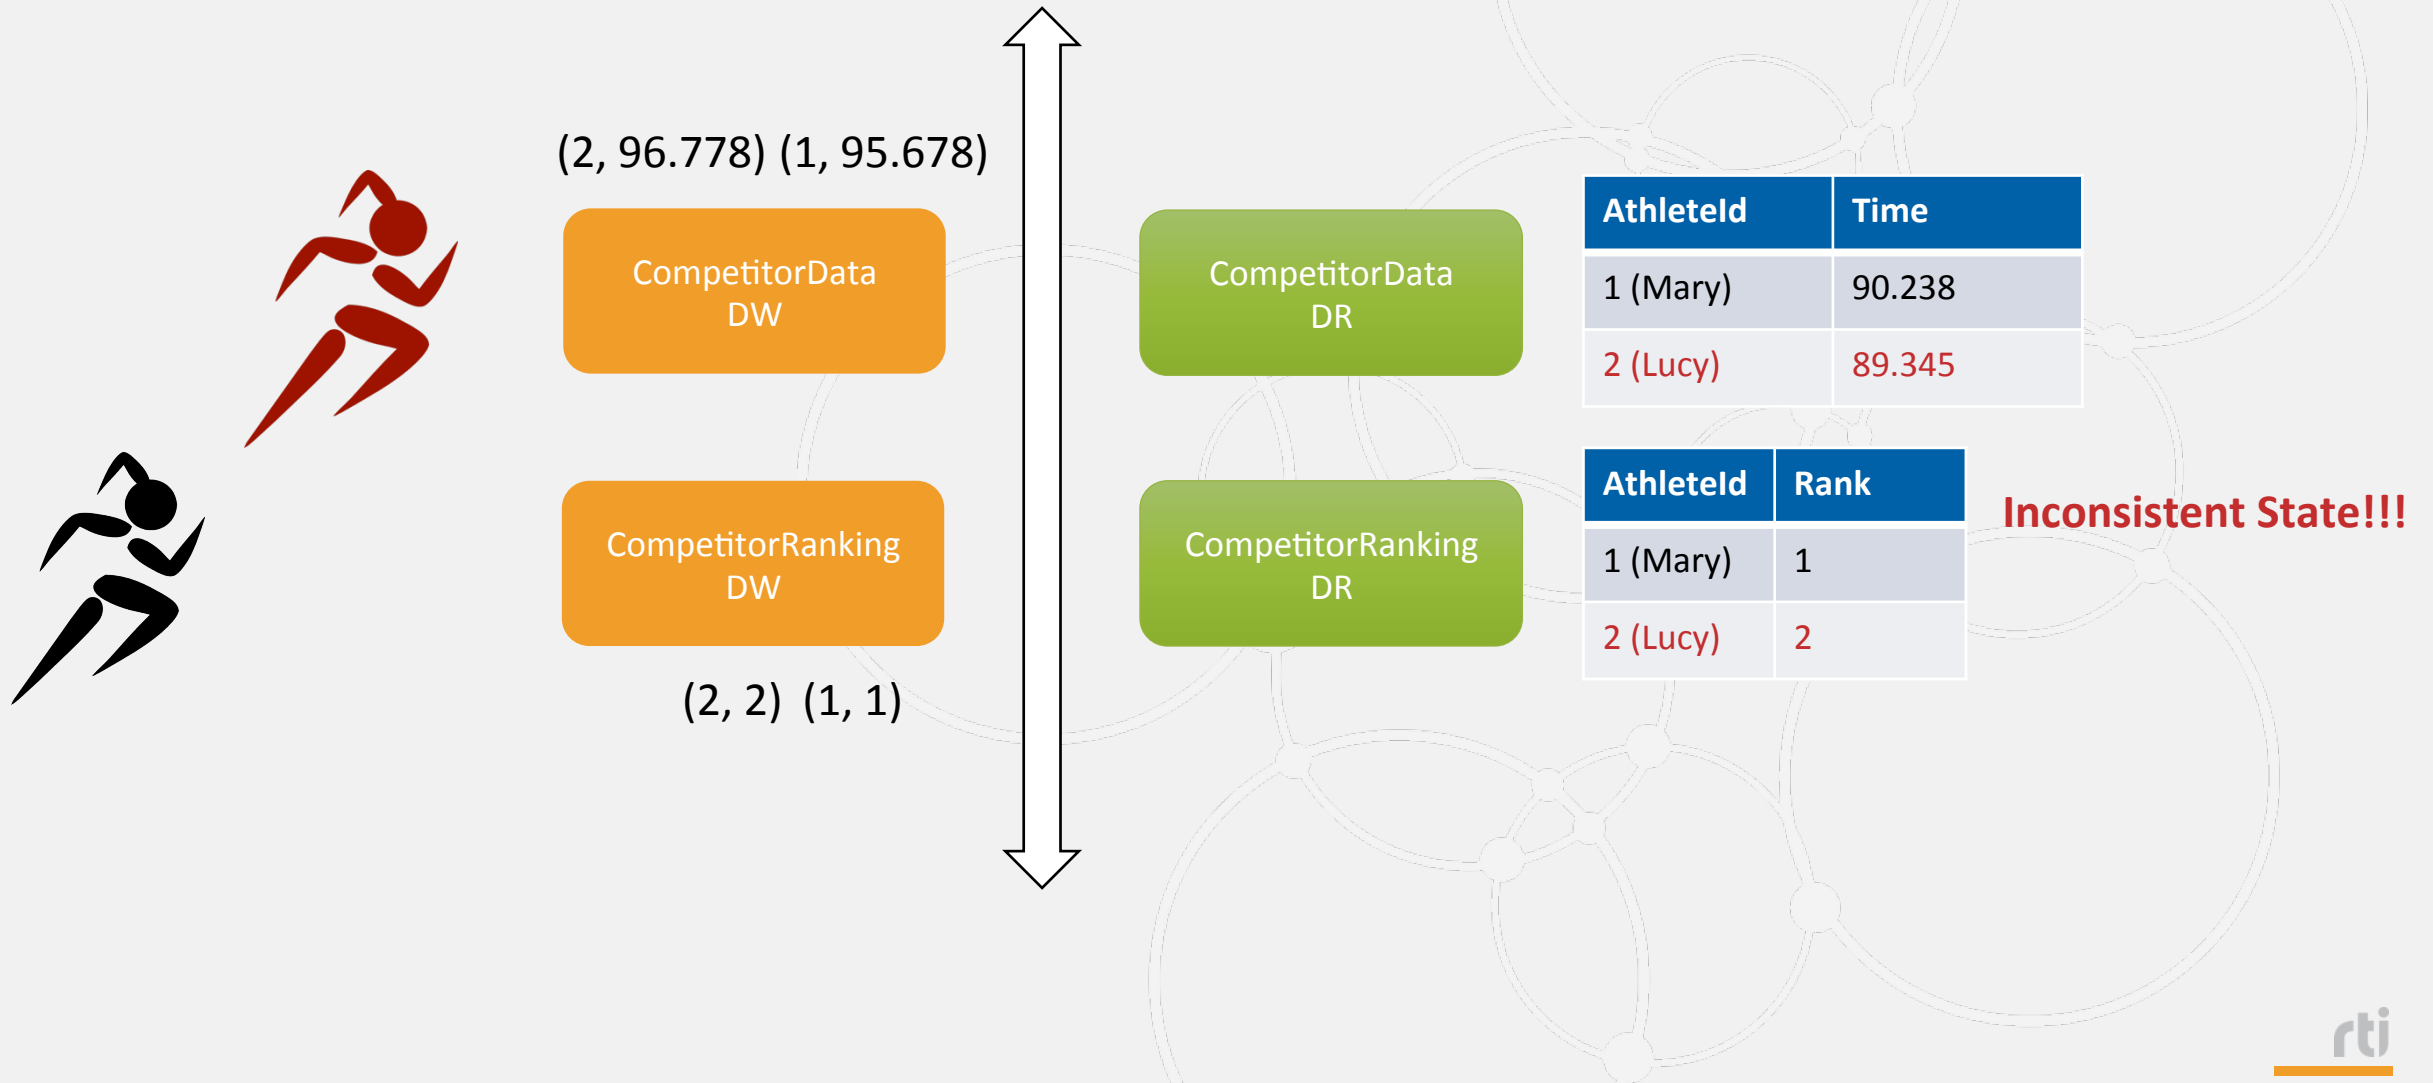 (2, 96.778) (1, 95.678)
CompetitorData
DW
CompetitorData
DR
AthleteId Time
1 (Mary) 90.238
2 (Lucy) 89.345
CompetitorRanking
DW
CompetitorRanking
DR
AthleteId Rank
1 (Mary) 1
2 (Lucy) 2
Inconsistent State!!!
(2, 2) (1, 1)
rti